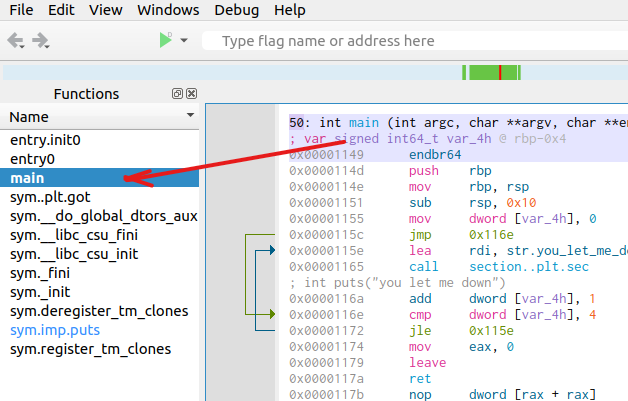 File Edit View Windows Debug Help
Type flag name or address here
Functions
Name
entry.init0
entry0
main
sym..plt.got
sym.__do_global_dtors_aux
sym.__libc_csu_fini
sym.__libc_csu_init
sym._fini
sym._init
sym.deregister_tm_clones
sym.imp.puts
sym.register_tm_clones
50: int main (int argc, char **argv, char **en
; var signed int64_t var_4h @ rbp-0x4
0x00001149 endbr64
0x0000114d push rbp
0x0000114e mov rbp, rsp
0x00001151 sub rsp, 0x10
0x00001155 mov dword [var_4h], 0
0x0000115c jmp 0x116e
0x0000115e lea rdi, str.you_let_me_do
0x00001165 call section..plt.sec
; int puts("you let me down")
0x0000116a add dword [var_4h], 1
0x0000116e cmp dword [var_4h], 4
0x00001172 jle 0x115e
0x00001174 mov eax, 0
0x00001179 leave
0x0000117a ret
0x0000117b nop dword [rax + rax]